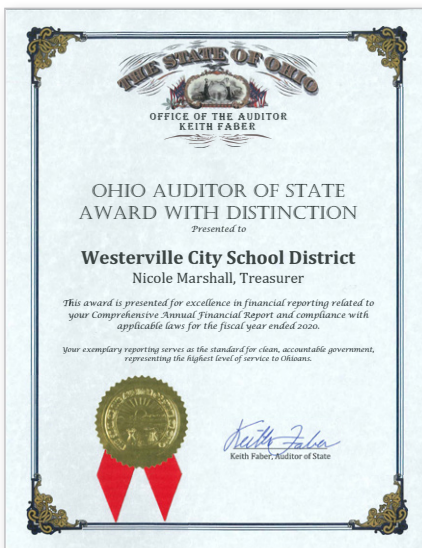 THE STATE OF OHIO
OFFICE OF THE AUDITOR
KEITH FABER
OHIO AUDITOR OF STATE
AWARD WITH DISTINCTION
Presented to
Westerville City School District
Nicole Marshall, Treasurer
This award is presented for excellence in financial reporting related to
your Comprehensive Annual Financial Report and compliance with
applicable laws for the fiscal year ended 2020.
Your exemplary reporting serves as the standard for clean, accountable government,
representing the highest level of service to Ohioans.
Keith Faber
Keith Faber, Auditor of State